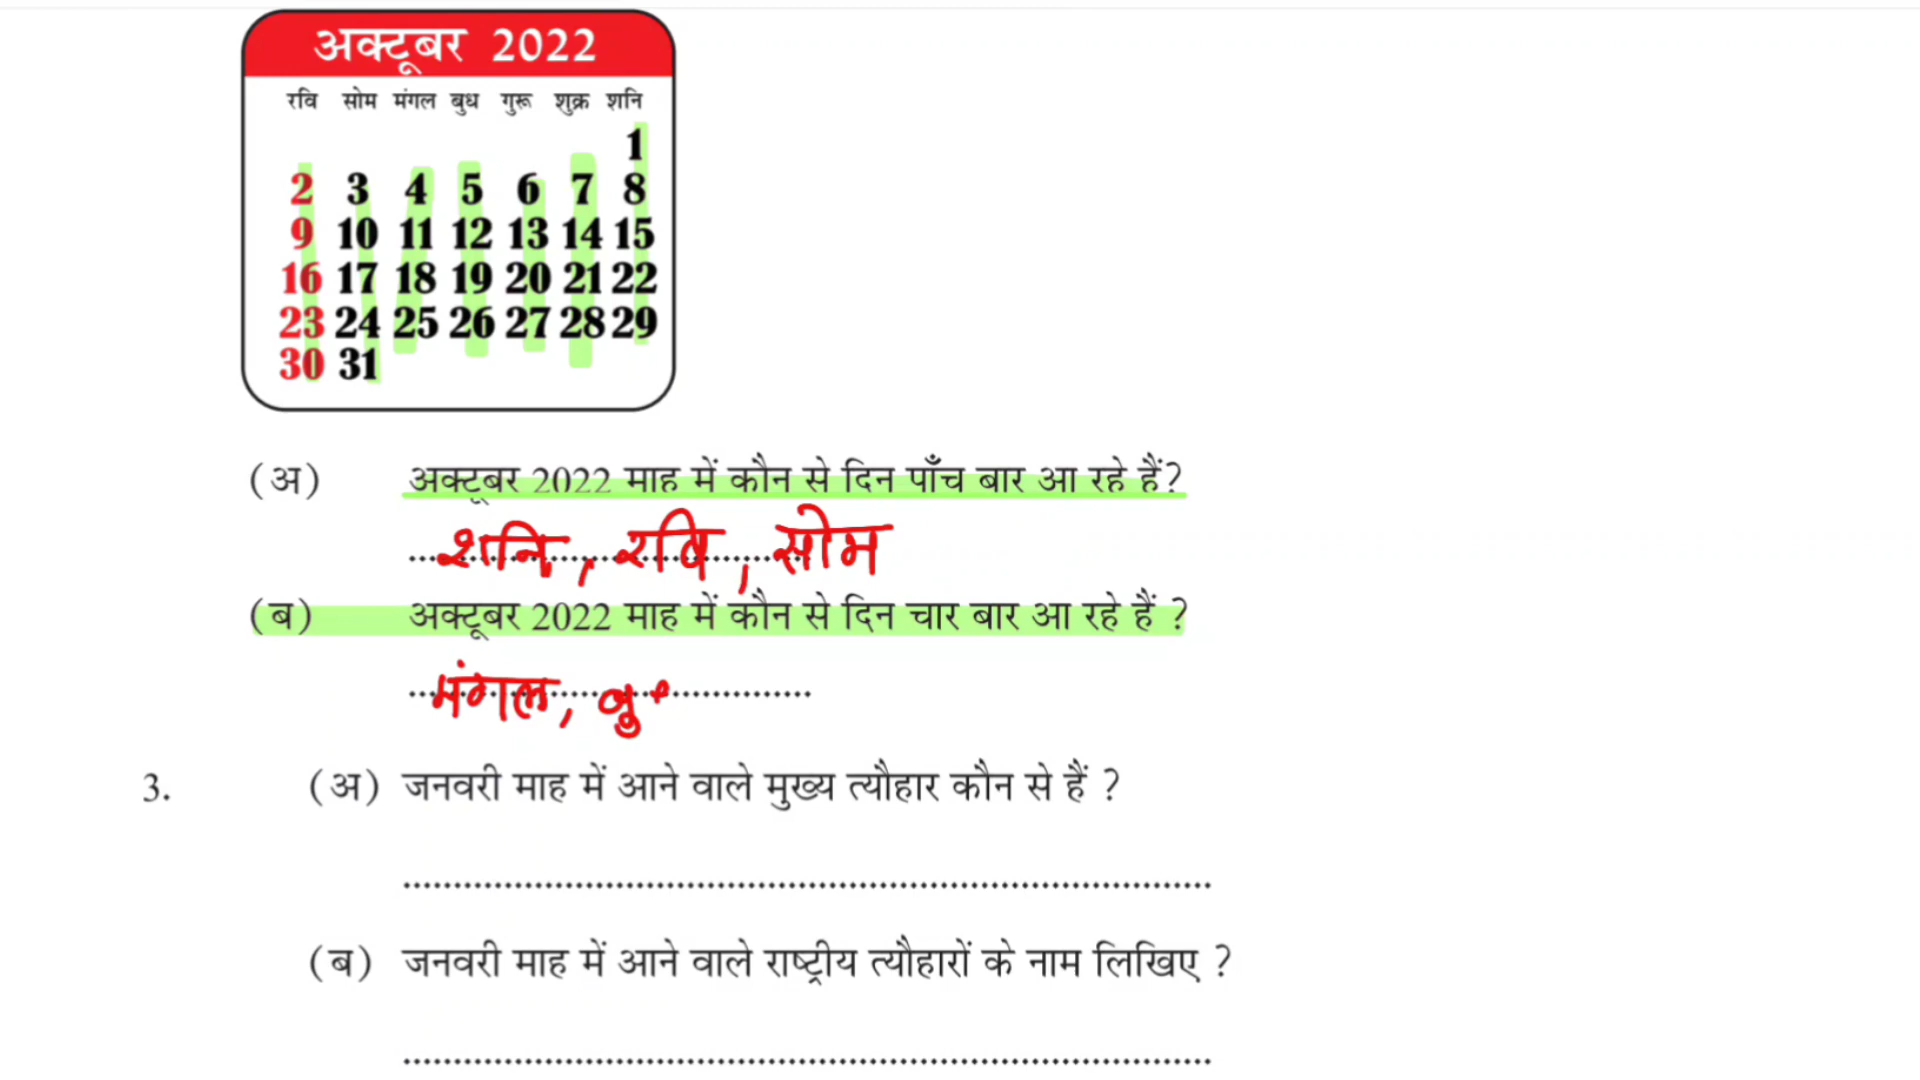 अक्टूबर 2022
रवि सोम मंगल बुध गुरू शुक्र शनि
1
2 3 4 5 6 7 8
9 10 11 12 13 14 15
16 17 18 19 20 21 22
23 24 25 26 27 28 29
30 31
(अ) अक्टूबर 2022 माह में कौन से दिन पाँच बार आ रहे हैं?
शनि, रवि, सोम
(ब) अक्टूबर 2022 माह में कौन से दिन चार बार आ रहे हैं ?
मंगल, बु
3. (अ) जनवरी माह में आने वाले मुख्य त्यौहार कौन से हैं ?
(ब) जनवरी माह में आने वाले राष्ट्रीय त्यौहारों के नाम लिखिए ?